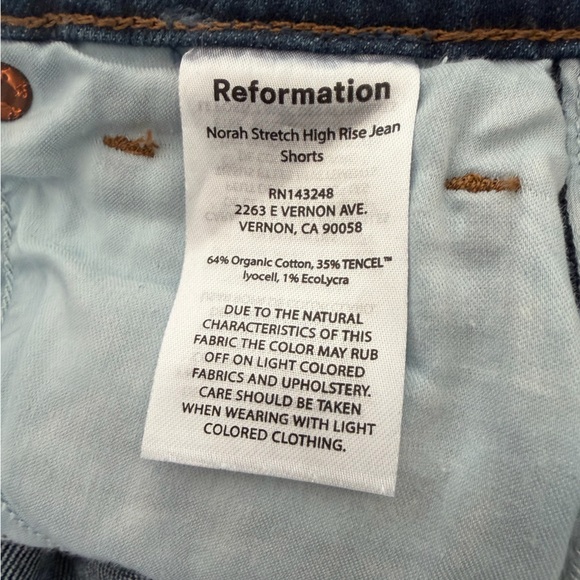 Reformation
Norah Stretch High Rise Jean
Shorts
RN143248
2263 E VERNON AVE.
VERNON, CA 90058
64% Organic Cotton, 35% TENCEL™
lyocell, 1% EcoLycra
DUE TO THE NATURAL
CHARACTERISTICS OF THIS
FABRIC THE COLOR MAY RUB
OFF ON LIGHT COLORED
FABRICS AND UPHOLSTERY.
CARE SHOULD BE TAKEN
WHEN WEARING WITH LIGHT
COLORED CLOTHING.